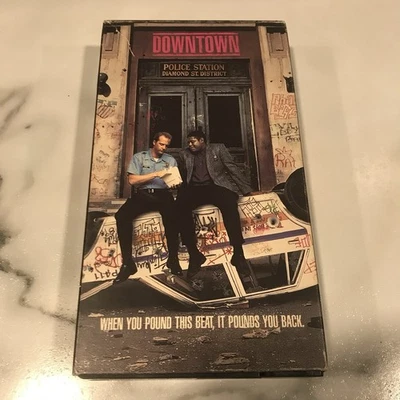 DOWNTOWN
POLICE STATION
DIAMOND ST. DISTRICT
WHEN YOU POUND THIS BEAT, IT POUNDS YOU BACK.